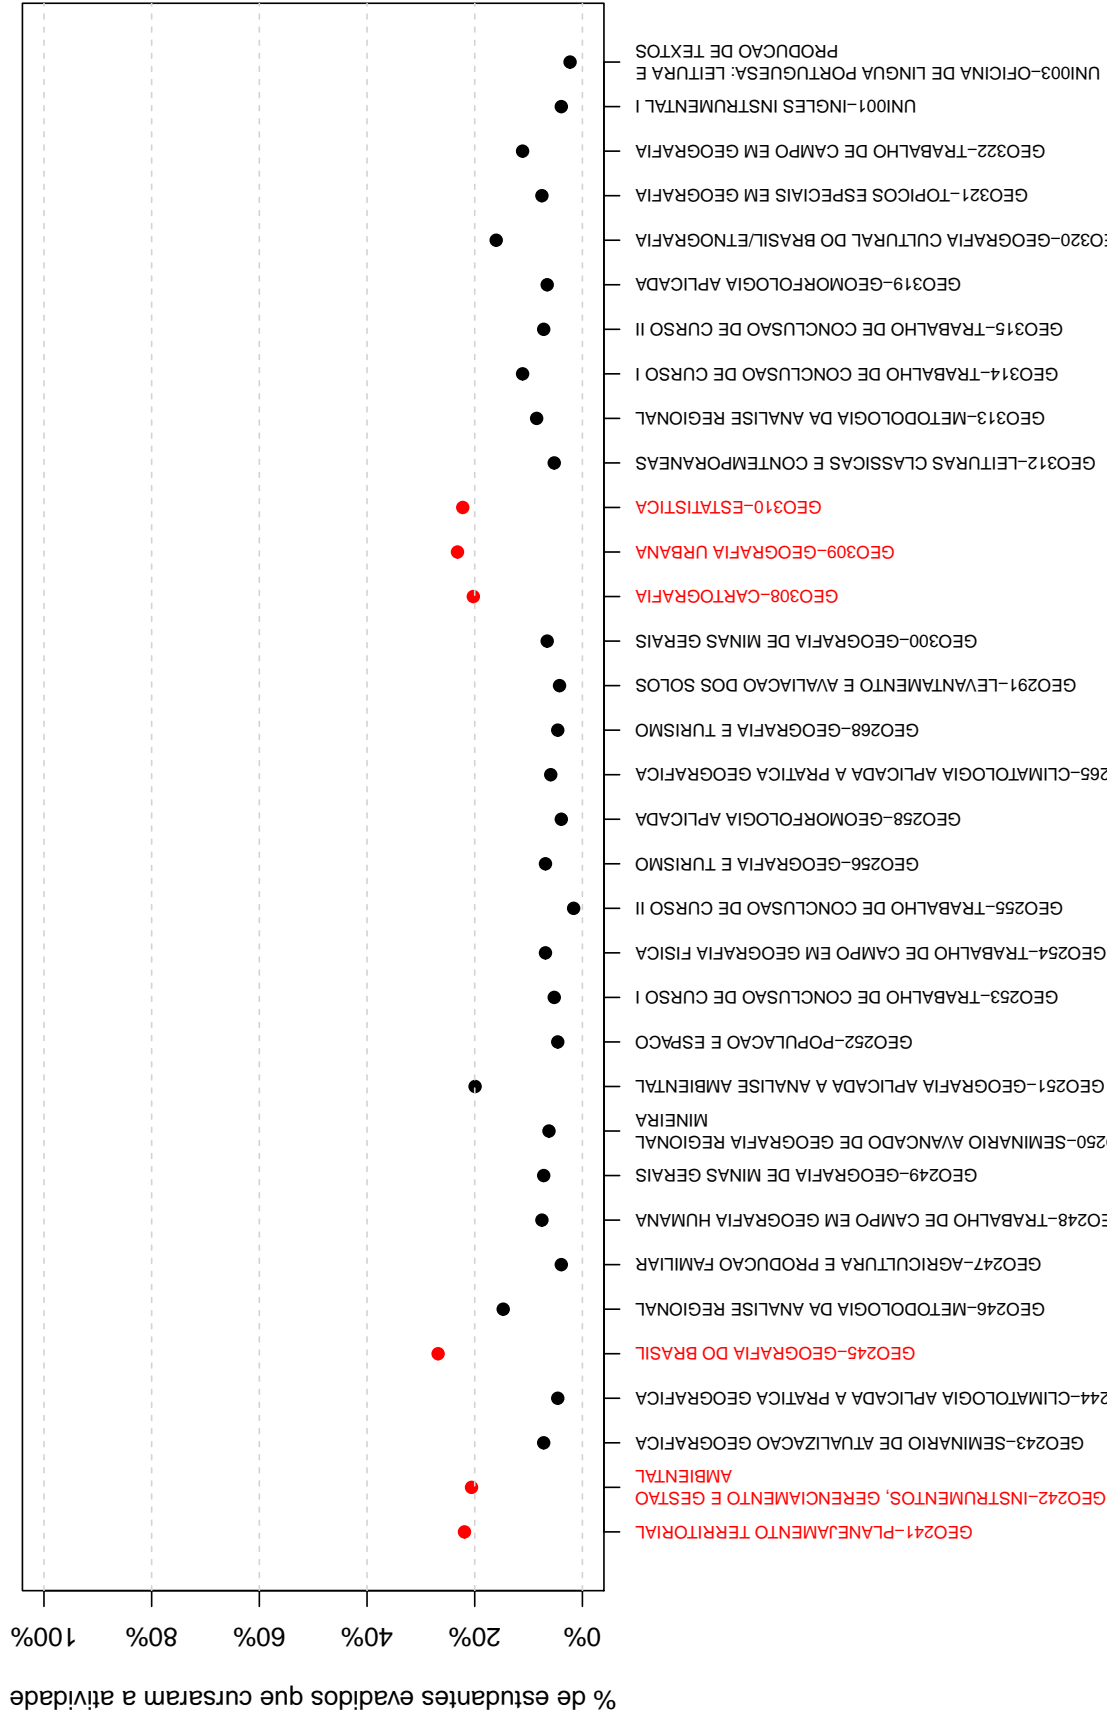 % de estudantes evadidos que cursaram a atividade
0% 20% 40% 60% 80% 100%
GEO241−PLANEJAMENTO TERRITORIAL
GEO242−INSTRUMENTOS, GERENCIAMENTO E GESTAO
AMBIENTAL
GEO243−SEMINARIO DE ATUALIZACAO GEOGRAFICA
244−CLIMATOLOGIA APLICADA A PRATICA GEOGRAFICA
GEO245−GEOGRAFIA DO BRASIL
GEO246−METODOLOGIA DA ANALISE REGIONAL
GEO247−AGRICULTURA E PRODUCAO FAMILIAR
EO248−TRABALHO DE CAMPO EM GEOGRAFIA HUMANA
GEO249−GEOGRAFIA DE MINAS GERAIS
250−SEMINARIO AVANCADO DE GEOGRAFIA REGIONAL
MINEIRA
GEO251−GEOGRAFIA APLICADA A ANALISE AMBIENTAL
GEO252−POPULACAO E ESPACO
GEO253−TRABALHO DE CONCLUSAO DE CURSO I
GEO254−TRABALHO DE CAMPO EM GEOGRAFIA FISICA
GEO255−TRABALHO DE CONCLUSAO DE CURSO II
GEO256−GEOGRAFIA E TURISMO
GEO258−GEOMORFOLOGIA APLICADA
265−CLIMATOLOGIA APLICADA A PRATICA GEOGRAFICA
GEO268−GEOGRAFIA E TURISMO
GEO291−LEVANTAMENTO E AVALIACAO DOS SOLOS
GEO300−GEOGRAFIA DE MINAS GERAIS
GEO308−CARTOGRAFIA
GEO309−GEOGRAFIA URBANA
GEO310−ESTATISTICA
GEO312−LEITURAS CLASSICAS E CONTEMPORANEAS
GEO313−METODOLOGIA DA ANALISE REGIONAL
GEO314−TRABALHO DE CONCLUSAO DE CURSO I
GEO315−TRABALHO DE CONCLUSAO DE CURSO II
GEO319−GEOMORFOLOGIA APLICADA
EO320−GEOGRAFIA CULTURAL DO BRASIL/ETNOGRAFIA
GEO321−TOPICOS ESPECIAIS EM GEOGRAFIA
GEO322−TRABALHO DE CAMPO EM GEOGRAFIA
UNI001−INGLES INSTRUMENTAL I
UNI003−OFICINA DE LINGUA PORTUGUESA: LEITURA E
PRODUCAO DE TEXTOS